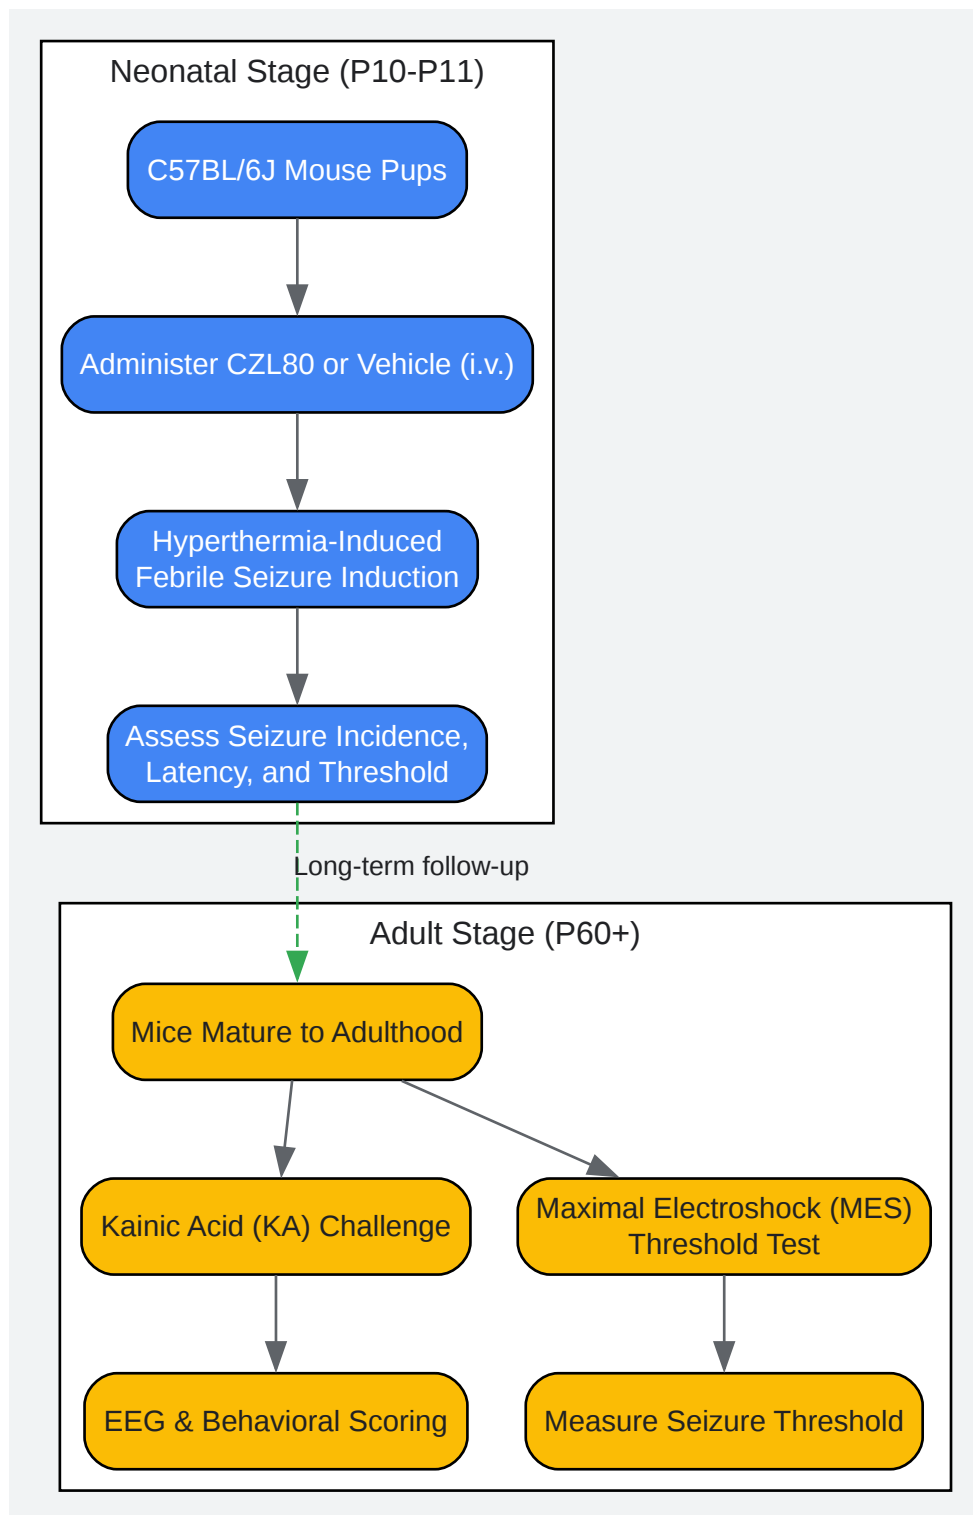 Neonatal Stage (P10-P11)
C57BL/6J Mouse Pups
Administer CZL80 or Vehicle (i.v.)
Hyperthermia-Induced
Febrile Seizure Induction
Assess Seizure Incidence,
Latency, and Threshold
Long-term follow-up
Adult Stage (P60+)
Mice Mature to Adulthood
Kainic Acid (KA) Challenge
Maximal Electroshock (MES)
Threshold Test
EEG & Behavioral Scoring
Measure Seizure Threshold